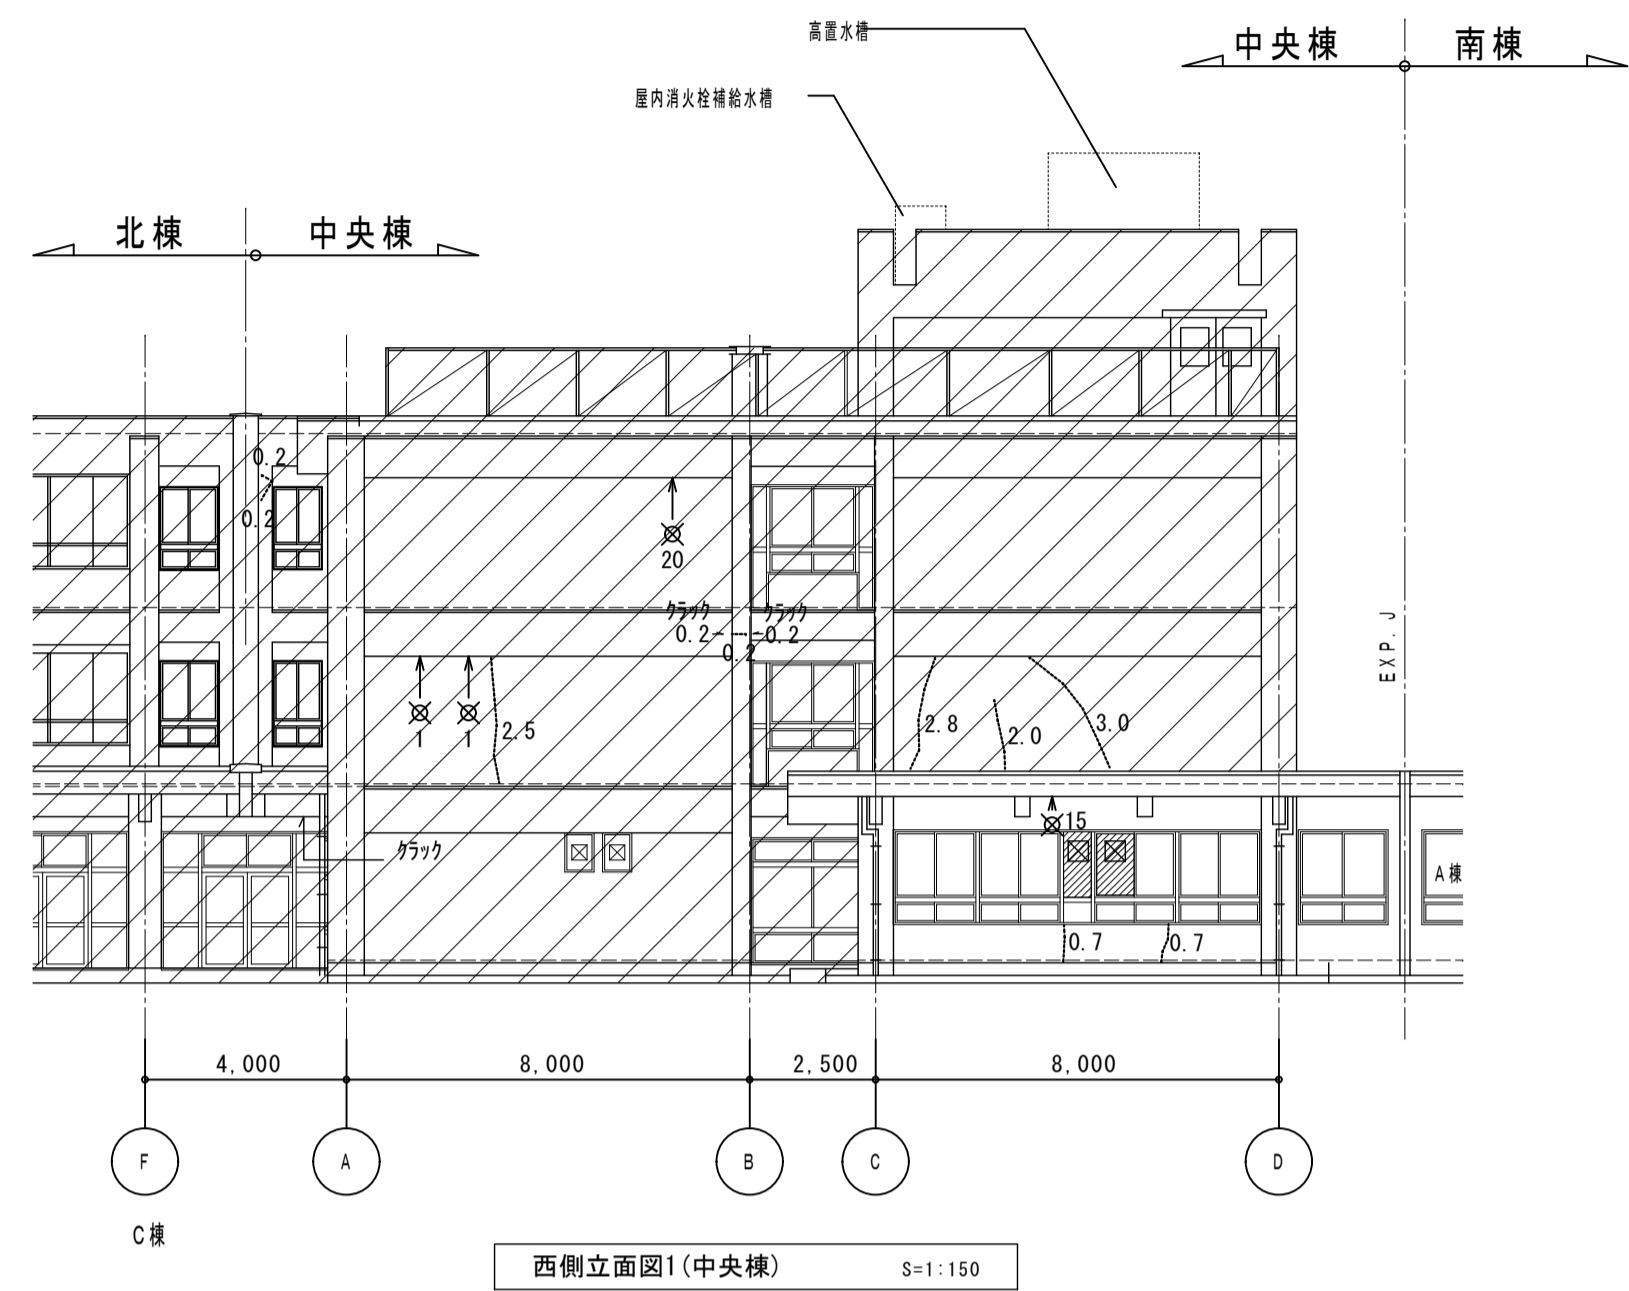 高置水槽
中央棟 南棟
屋内消火栓補給水槽
北棟 中央棟
0.2
0.2
20
クラック クラック
0.2 0.2
0.2
EXP. J
1 1 2.5
2.8 2.0 3.0
15
クラック
A棟
0.7 0.7
4,000 8,000 2,500 8,000
F A B C D
C棟
西側立面図1(中央棟) S=1:150